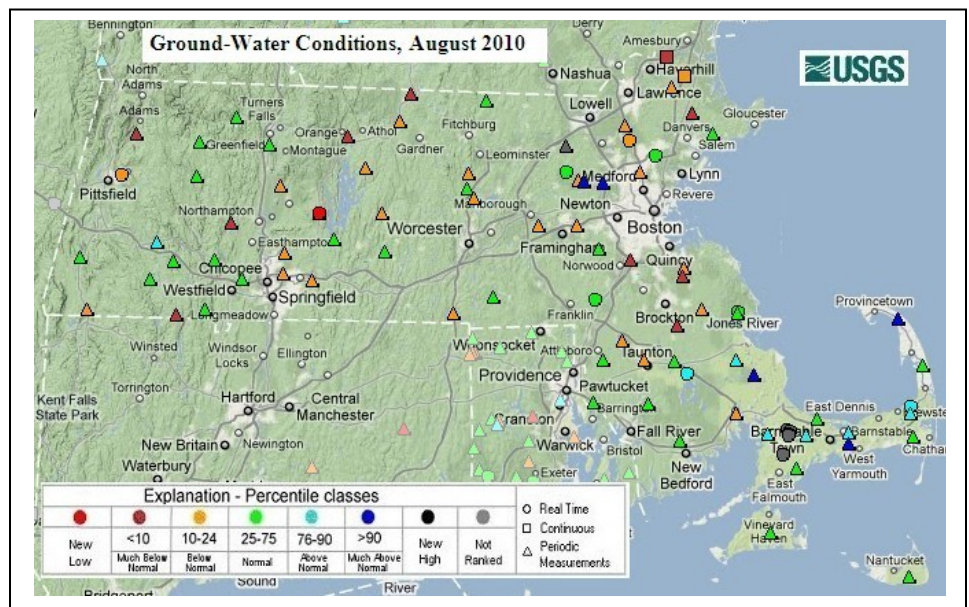 Ground-Water Conditions, August 2010
USGS
Bennington
Derry
Amesbury
Nashua
Haverhill
Lawrence
North
Adams
Adams
Turners
Falls
Orange
Athol
Fitchburg
Lowell
Danvers
Gloucester
Greenfield
Montague
Gardner
Leominster
Salem
Pittsfield
Medford
Lynn
Revere
Northampton
Marlborough
Newton
Worcester
Boston
Easthampton
Framingham
Quincy
Norwood
Chicopee
Westfield
Springfield
Longmeadow
Franklin
Brockton
Jones River
Provincetown
Winsted
Windsor
Locks
Ellington
Woonsocket
Attleboro
Taunton
Providence
Pawtucket
Torrington
Kent Falls
State Park
Hartford
Central
Manchester
Cranston
Barrington
East Dennis
New Britain
Newington
Warwick
Bristol
Fall River
Barnstable
Town
Barnstable
Chatham
Waterbury
Exeter
New
Bedford
West
Yarmouth
East
Falmouth
Vineyard
Haven
Nantucket
Explanation - Percentile classes
<10 10-24 25-75 76-90 >90
New
Low
Much Below
Normal
Below
Normal
Normal
Above
Normal
Much Above
Normal
New
High
Not
Ranked
Real Time
Continuous
Periodic
Measurements
Bridgeport
Sound
River